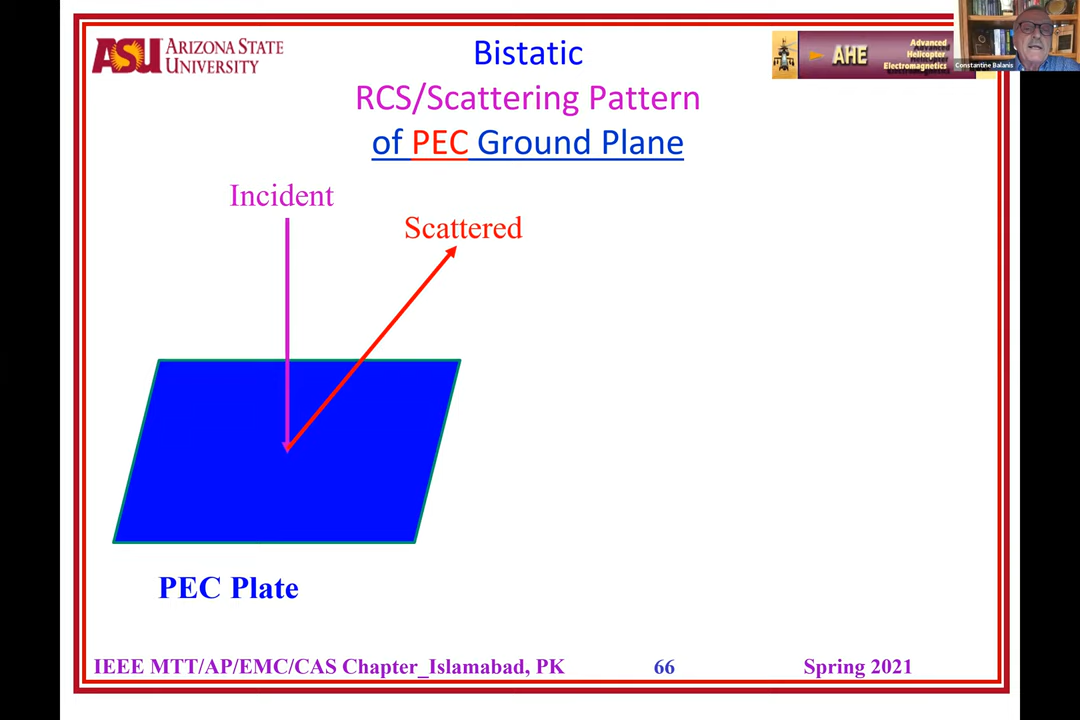 ASU ARIZONA STATE
UNIVERSITY
Bistatic
RCS/Scattering Pattern
of PEC Ground Plane
AHE
Advanced
Helicopter
Electromagnetics
Constantine Balanis
Incident
Scattered
PEC Plate
IEEE MTT/AP/EMC/CAS Chapter_Islamabad, PK
66
Spring 2021